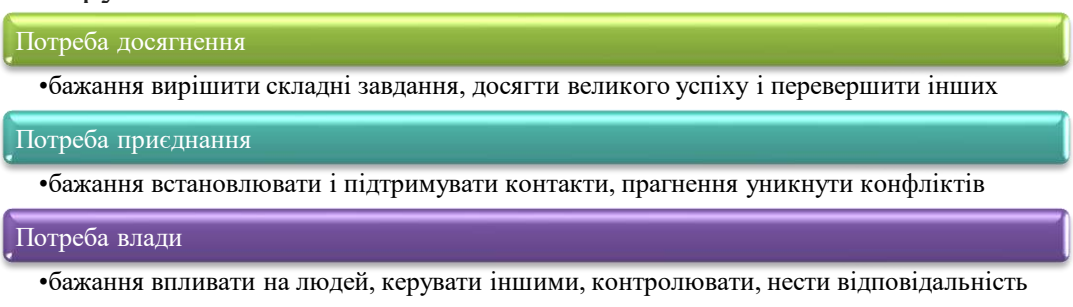 Потреба досягнення
•бажання вирішити складні завдання, досягти великого успіху і перевершити інших
Потреба приєднання
•бажання встановлювати і підтримувати контакти, прагнення уникнути конфліктів
Потреба влади
•бажання впливати на людей, керувати іншими, контролювати, нести відповідальність